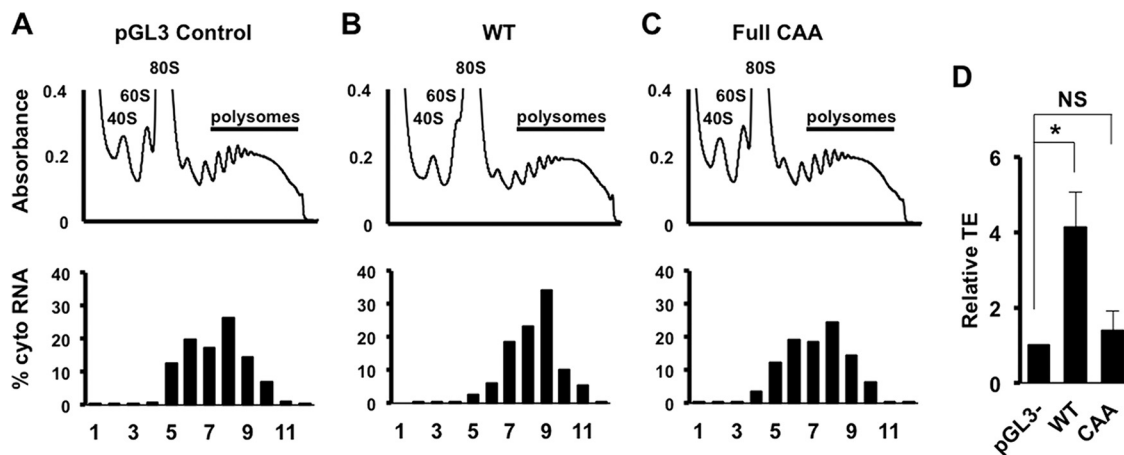 A
pGL3 Control
B
WT
C
Full CAA
D
80S
60S
40S
polysomes
Absorbance
0.4
0.2
0
80S
60S
40S
polysomes
0.4
0.2
0
80S
60S
40S
polysomes
0.4
0.2
0
% cyto RNA
40
30
20
10
0
1 3 5 7 9 11
40
30
20
10
0
1 3 5 7 9 11
40
30
20
10
0
1 3 5 7 9 11
NS
*
Relative TE
6
4
2
0
pGL3- WT CAA